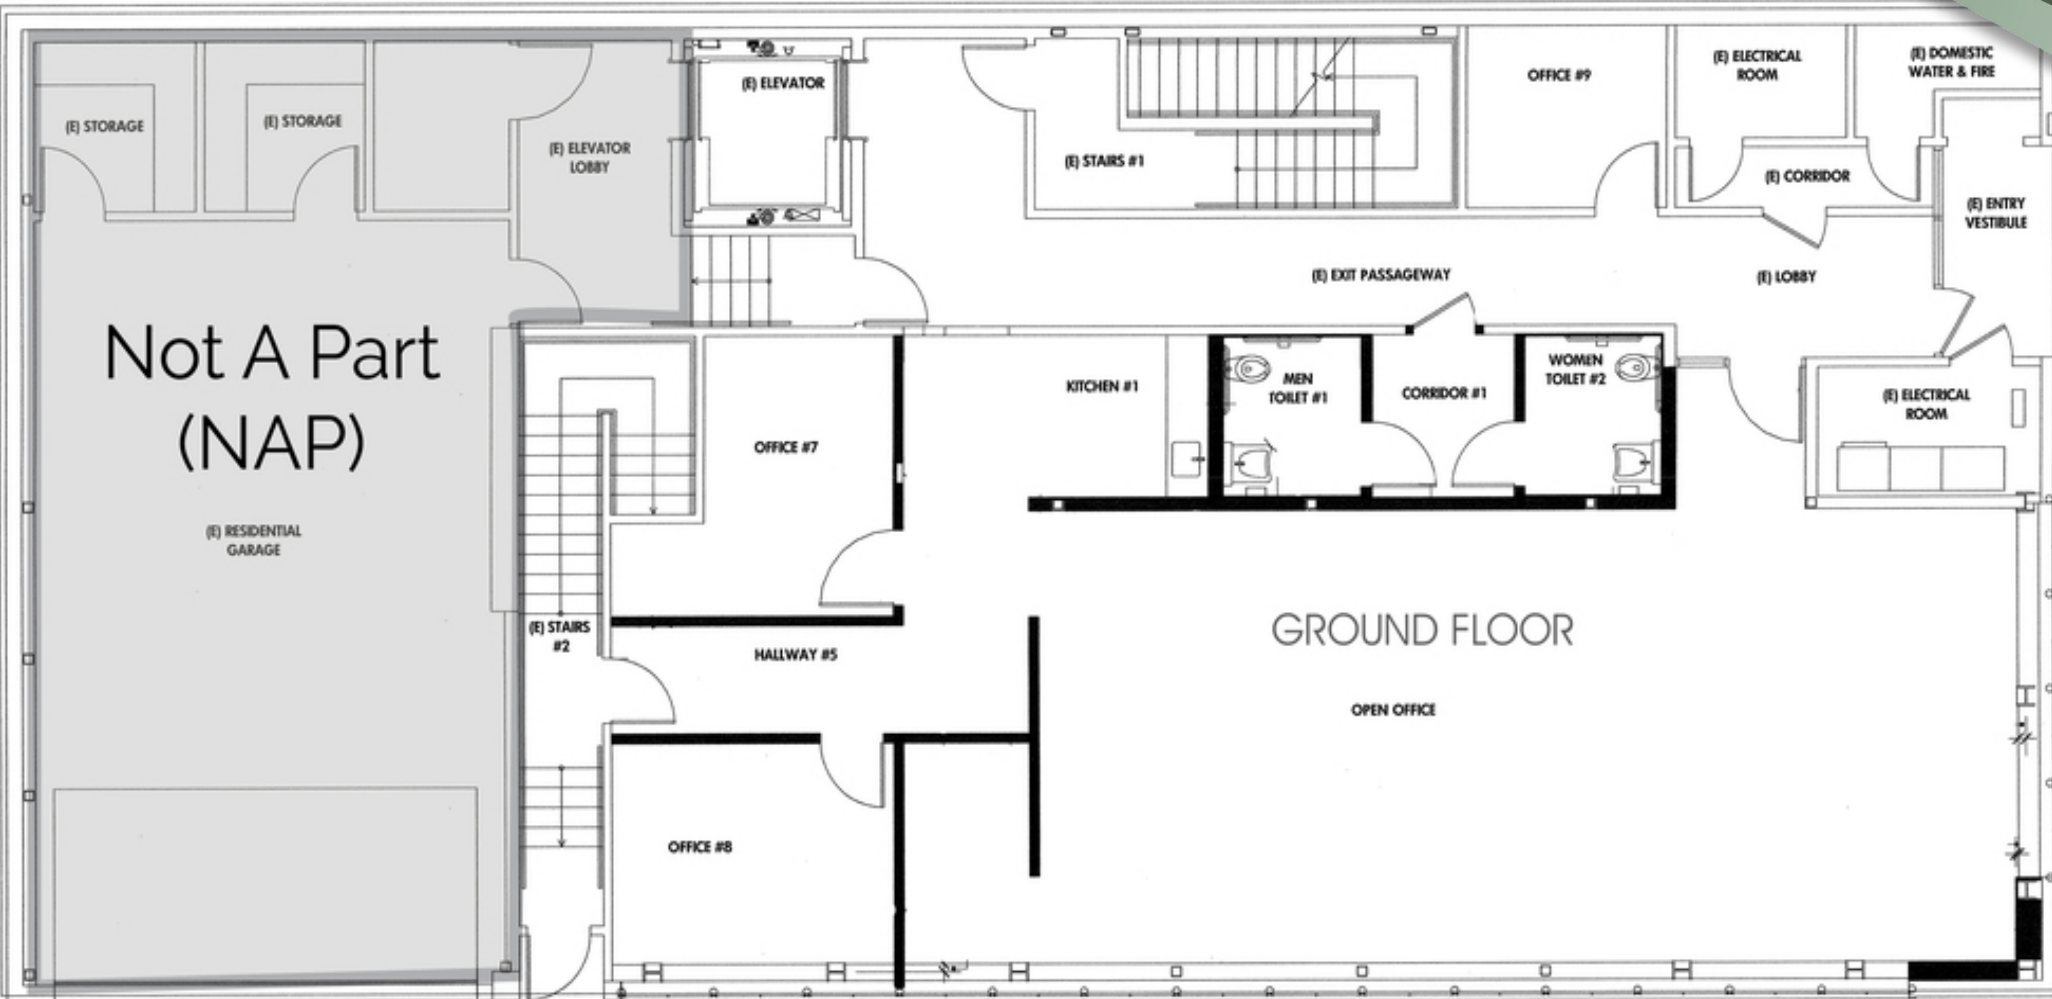 (E) STORAGE
(E) STORAGE
(E) ELEVATOR
LOBBY
(E) ELEVATOR
(E) STAIRS #1
OFFICE #9
(E) ELECTRICAL
ROOM
(E) DOMESTIC
WATER & FIRE
(E) CORRIDOR
(E) ENTRY
VESTIBULE
(E) EXIT PASSAGEWAY
(E) LOBBY
Not A Part
(NAP)
(E) RESIDENTIAL
GARAGE
OFFICE #7
KITCHEN #1
MEN
TOILET #1
CORRIDOR #1
WOMEN
TOILET #2
(E) ELECTRICAL
ROOM
(E) STAIRS
#2
HALLWAY #5
GROUND FLOOR
OPEN OFFICE
OFFICE #8